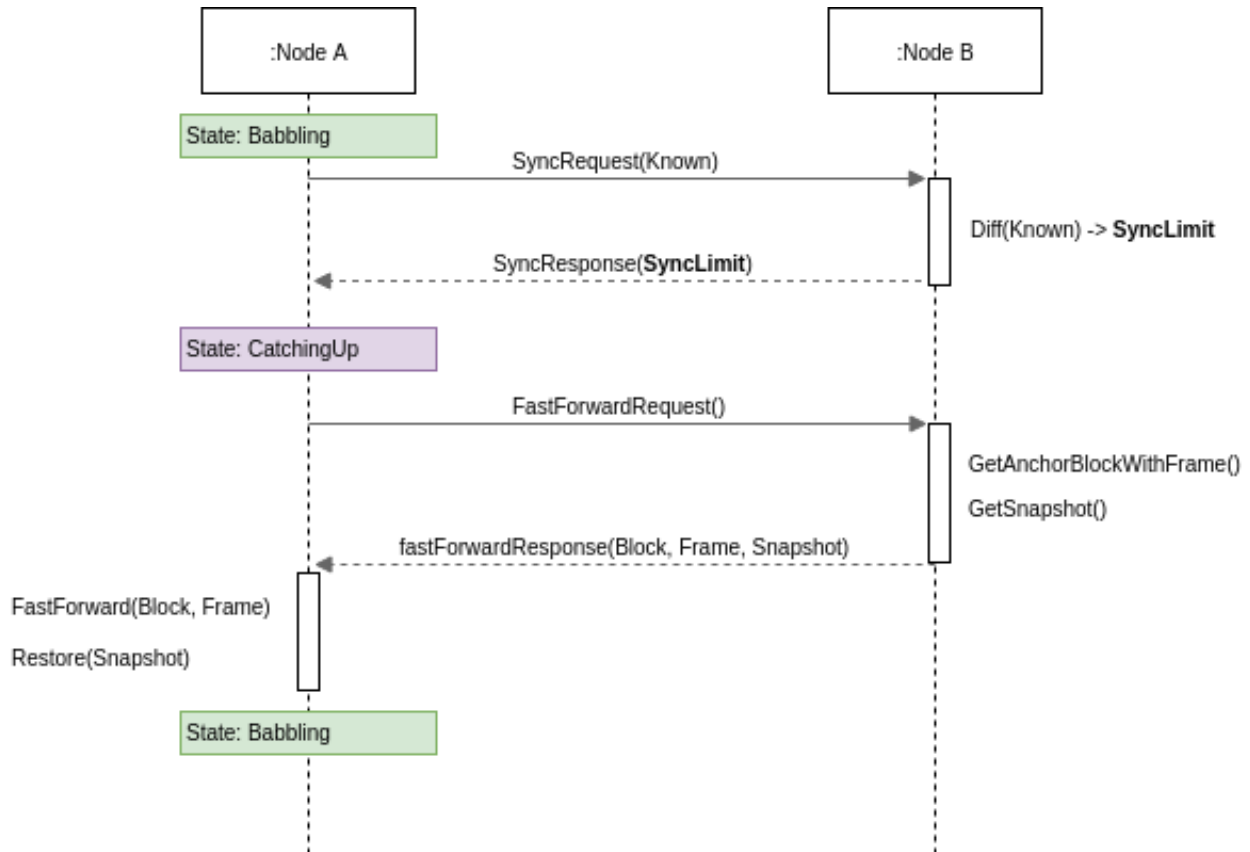 :Node A
:Node B
State: Babbling
SyncRequest(Known)
Diff(Known) -> SyncLimit
SyncResponse(SyncLimit)
State: CatchingUp
FastForwardRequest()
GetAnchorBlockWithFrame()
GetSnapshot()
fastForwardResponse(Block, Frame, Snapshot)
FastForward(Block, Frame)
Restore(Snapshot)
State: Babbling